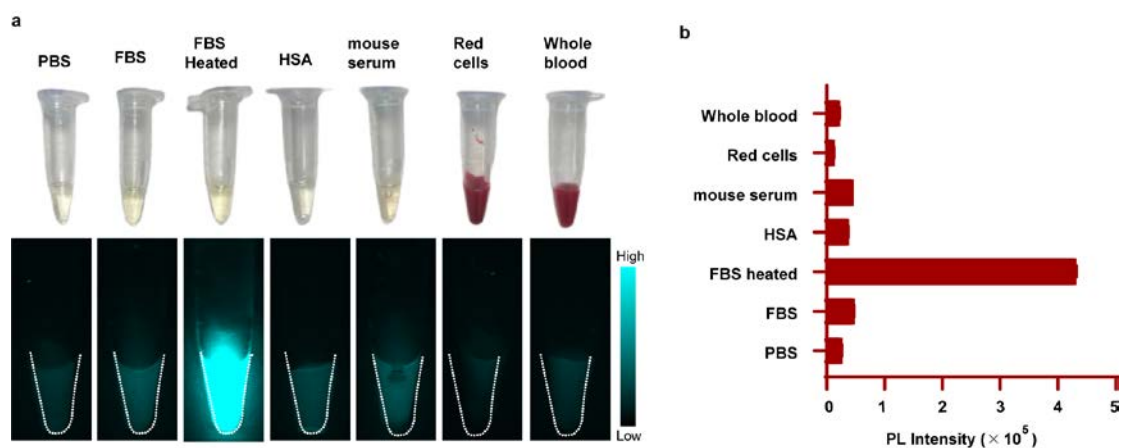 a
PBS
FBS
FBS
Heated
HSA
mouse
serum
Red
cells
Whole
blood
High
Low
b
Whole blood
Red cells
mouse serum
HSA
FBS heated
FBS
PBS
0 1 2 3 4 5
PL Intensity (× 10⁵)